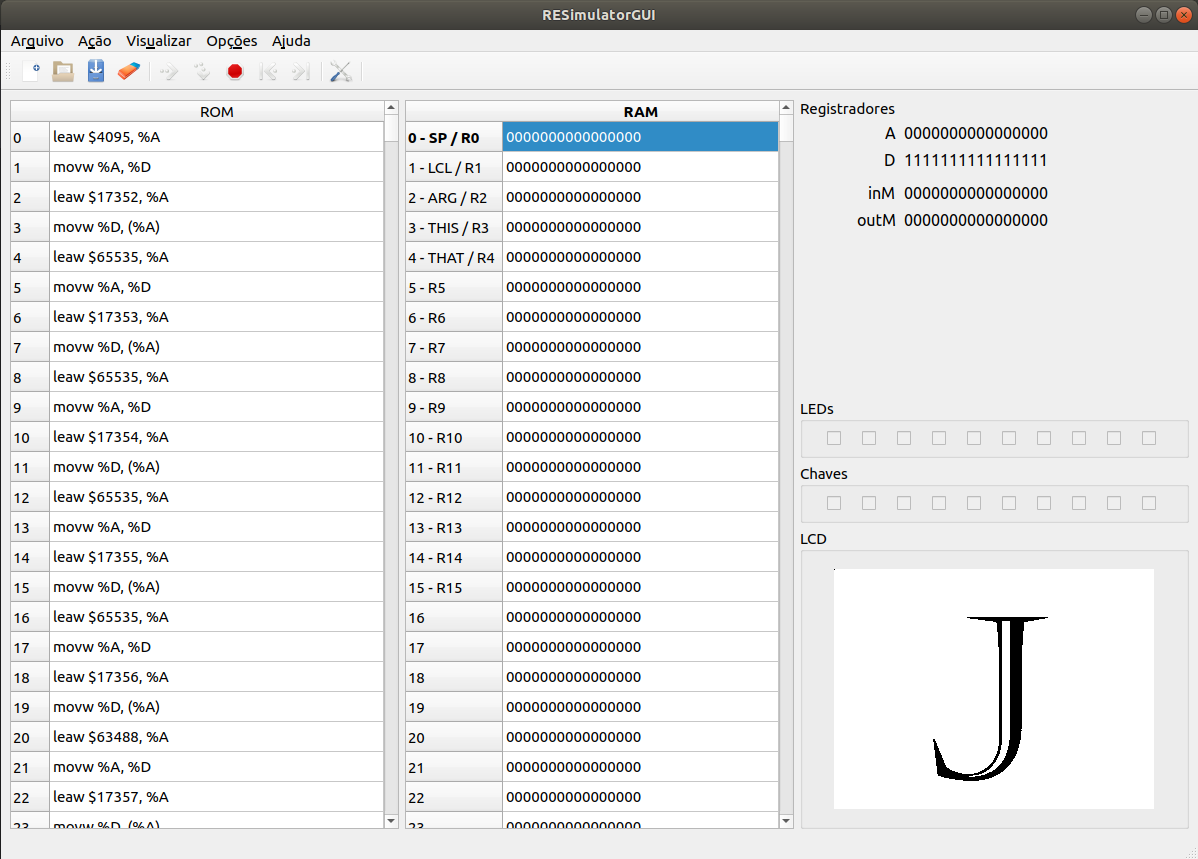 RESimulatorGUI
Arquivo Ação Visualizar Opções Ajuda
ROM
0 leaw $4095, %A
1 movw %A, %D
2 leaw $17352, %A
3 movw %D, (%A)
4 leaw $65535, %A
5 movw %A, %D
6 leaw $17353, %A
7 movw %D, (%A)
8 leaw $65535, %A
9 movw %A, %D
10 leaw $17354, %A
11 movw %D, (%A)
12 leaw $65535, %A
13 movw %A, %D
14 leaw $17355, %A
15 movw %D, (%A)
16 leaw $65535, %A
17 movw %A, %D
18 leaw $17356, %A
19 movw %D, (%A)
20 leaw $63488, %A
21 movw %A, %D
22 leaw $17357, %A
23 movw %D, (%A)
RAM
0 - SP / R0 0000000000000000
1 - LCL / R1 0000000000000000
2 - ARG / R2 0000000000000000
3 - THIS / R3 0000000000000000
4 - THAT / R4 0000000000000000
5 - R5 0000000000000000
6 - R6 0000000000000000
7 - R7 0000000000000000
8 - R8 0000000000000000
9 - R9 0000000000000000
10 - R10 0000000000000000
11 - R11 0000000000000000
12 - R12 0000000000000000
13 - R13 0000000000000000
14 - R14 0000000000000000
15 - R15 0000000000000000
16 0000000000000000
17 0000000000000000
18 0000000000000000
19 0000000000000000
20 0000000000000000
21 0000000000000000
22 0000000000000000
23 0000000000000000
Registradores
A 0000000000000000
D 1111111111111111
inM 0000000000000000
outM 0000000000000000
LEDs
Chaves
LCD
J